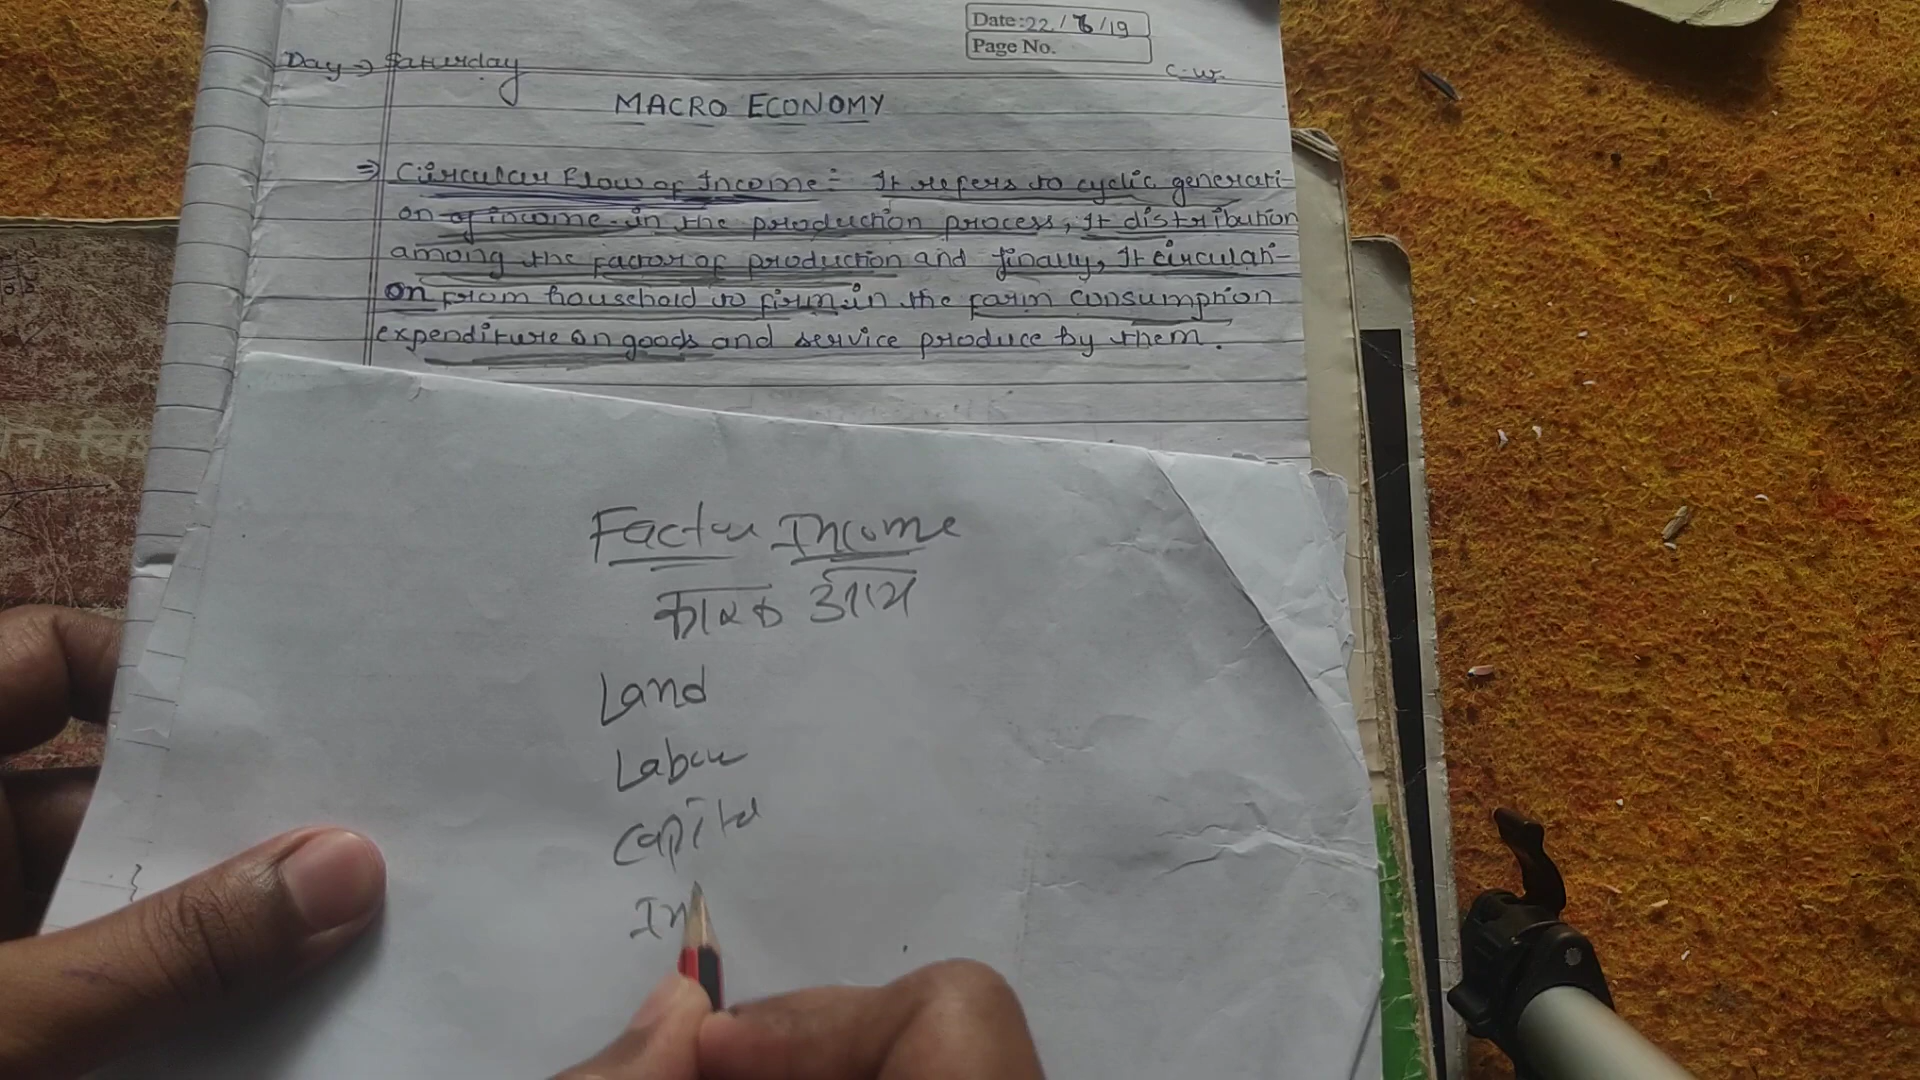 Date: 22 / 6 / 19
Page No.
Day → Saturday
C.W.
MACRO ECONOMY
⇒ Circular Flow of Income:- It refers to cyclic generati-
on of income in the production process, It distribution
among the factor of production and finally, It circulati-
on from household to firm in the farm consumption
expenditure on goods and service produce by them.
Factor Income
कारक आय
Land
Labour
Capital
In